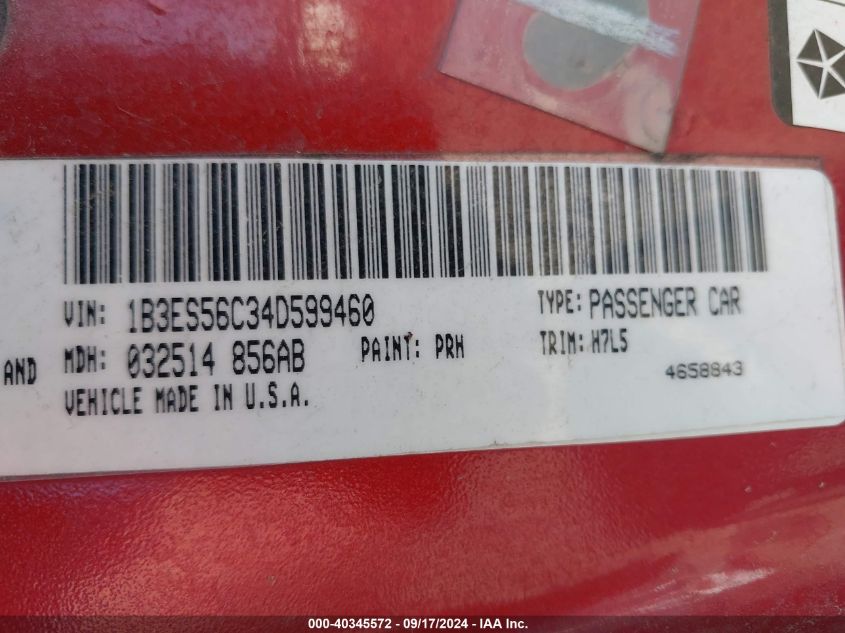 VIN: 1B3ES56C34D599460 TYPE: PASSENGER CAR
AND MDH: 032514 856AB PAINT: PRH TRIM: H7L5
VEHICLE MADE IN U.S.A. 4658843
000-40345572 - 09/17/2024 - IAA Inc.